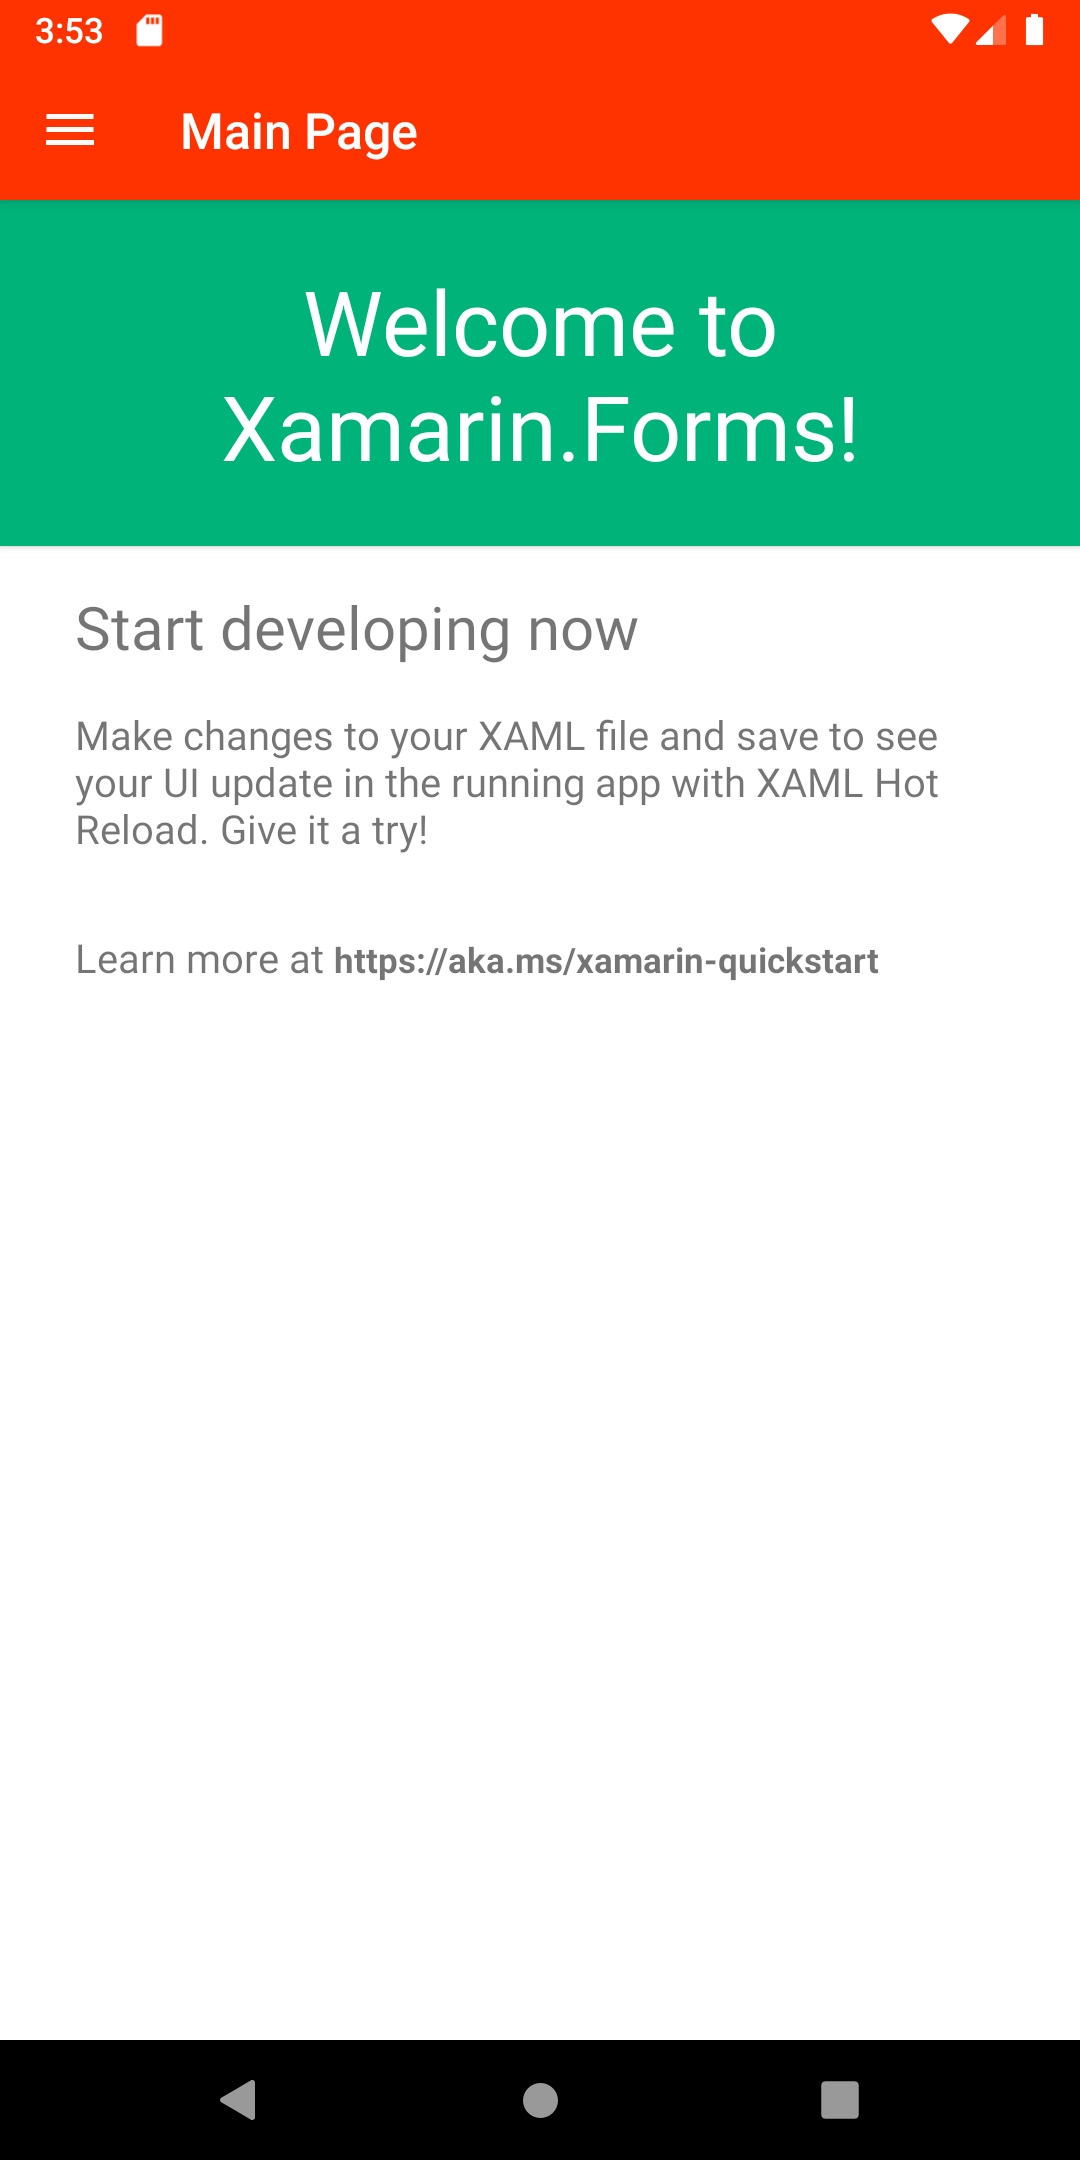 3:53
Main Page
Welcome to
Xamarin.Forms!
Start developing now
Make changes to your XAML file and save to see
your UI update in the running app with XAML Hot
Reload. Give it a try!
Learn more at https://aka.ms/xamarin-quickstart